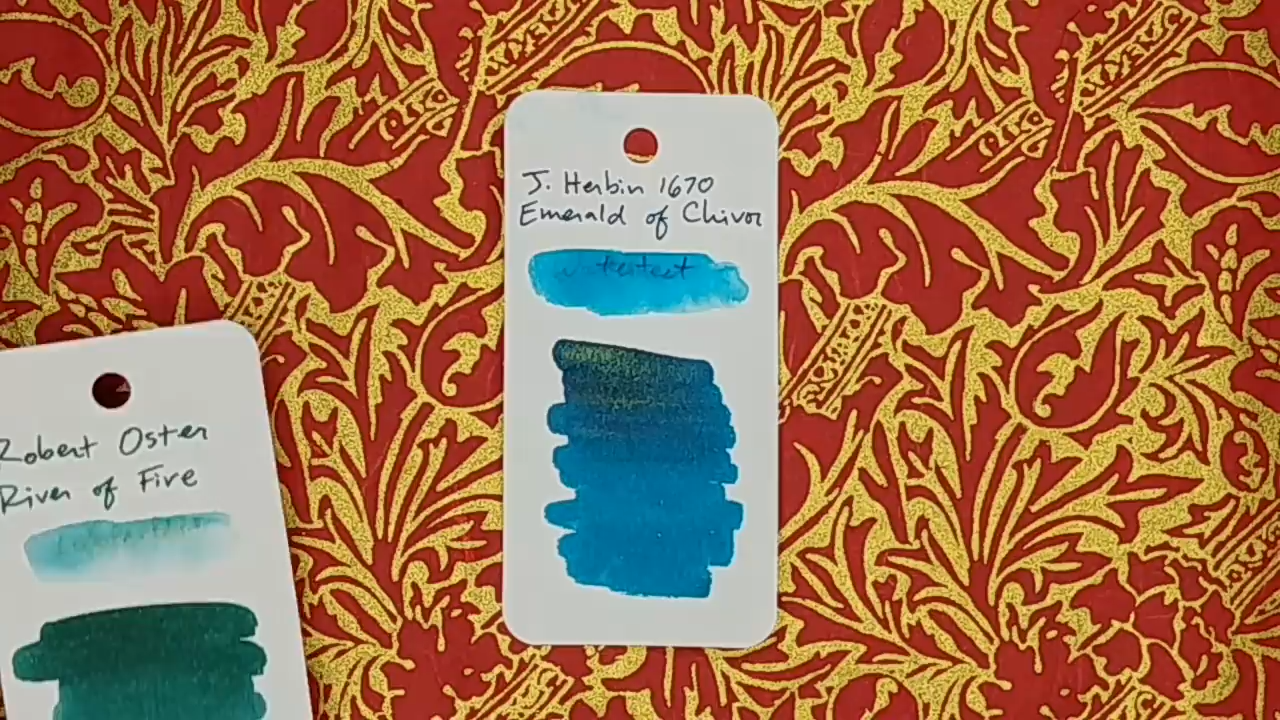 J. Herbin 1670
Emerald of Chivor
Robert Oster
River of Fire